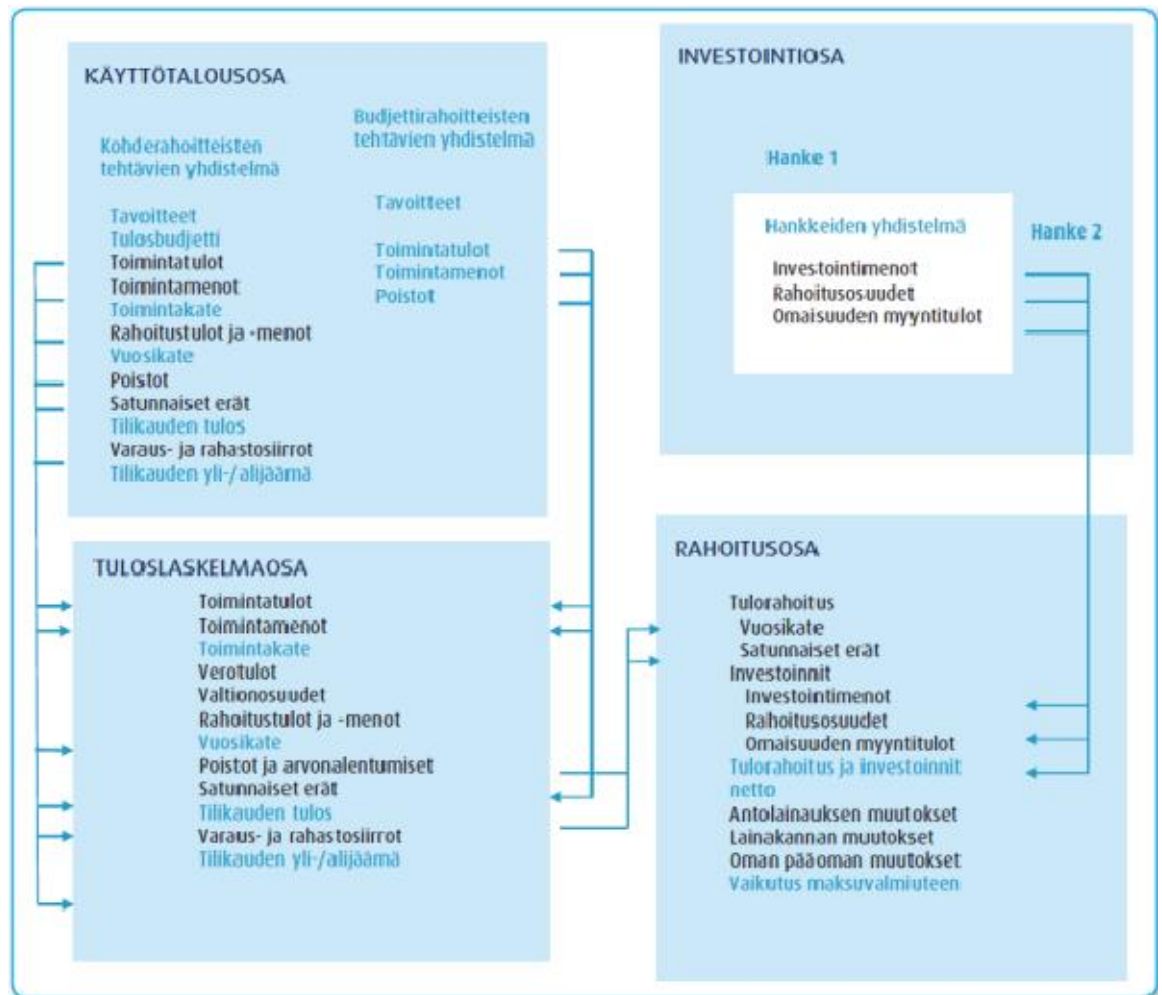 KÄYTTÖTALOUSOSA
Kohderahoitteisten
tehtävien yhdistelmä
Tavoitteet
Tulosbudjetti
Toimintatulot
Toimintamenot
Toimintakate
Rahoitustulot ja -menot
Vuosikate
Poistot
Satunnaiset erät
Tilikauden tulos
Varaus- ja rahastosiirrot
Tilikauden yli-/alijäämä
Budjettirahoitteisten
tehtävien yhdistelmä
Tavoitteet
Toimintatulot
Toimintamenot
Poistot
INVESTOINTIOSA
Hanke 1
Hankkeiden yhdistelmä
Hanke 2
Investointimenot
Rahoitusosuudet
Omaisuuden myyntitulot
TULOSLASKELMAOSA
Toimintatulot
Toimintamenot
Toimintakate
Verotulot
Valtionosuudet
Rahoitustulot ja -menot
Vuosikate
Poistot ja arvonalentumiset
Satunnaiset erät
Tilikauden tulos
Varaus- ja rahastosiirrot
Tilikauden yli-/alijäämä
RAHOITUSOSA
Tulorahoitus
Vuosikate
Satunnaiset erät
Investoinnit
Investointimenot
Rahoitusosuudet
Omaisuuden myyntitulot
Tulorahoitus ja investoinnit
netto
Antolainauksen muutokset
Lainakannan muutokset
Oman pääoman muutokset
Vaikutus maksuvalmiuteen